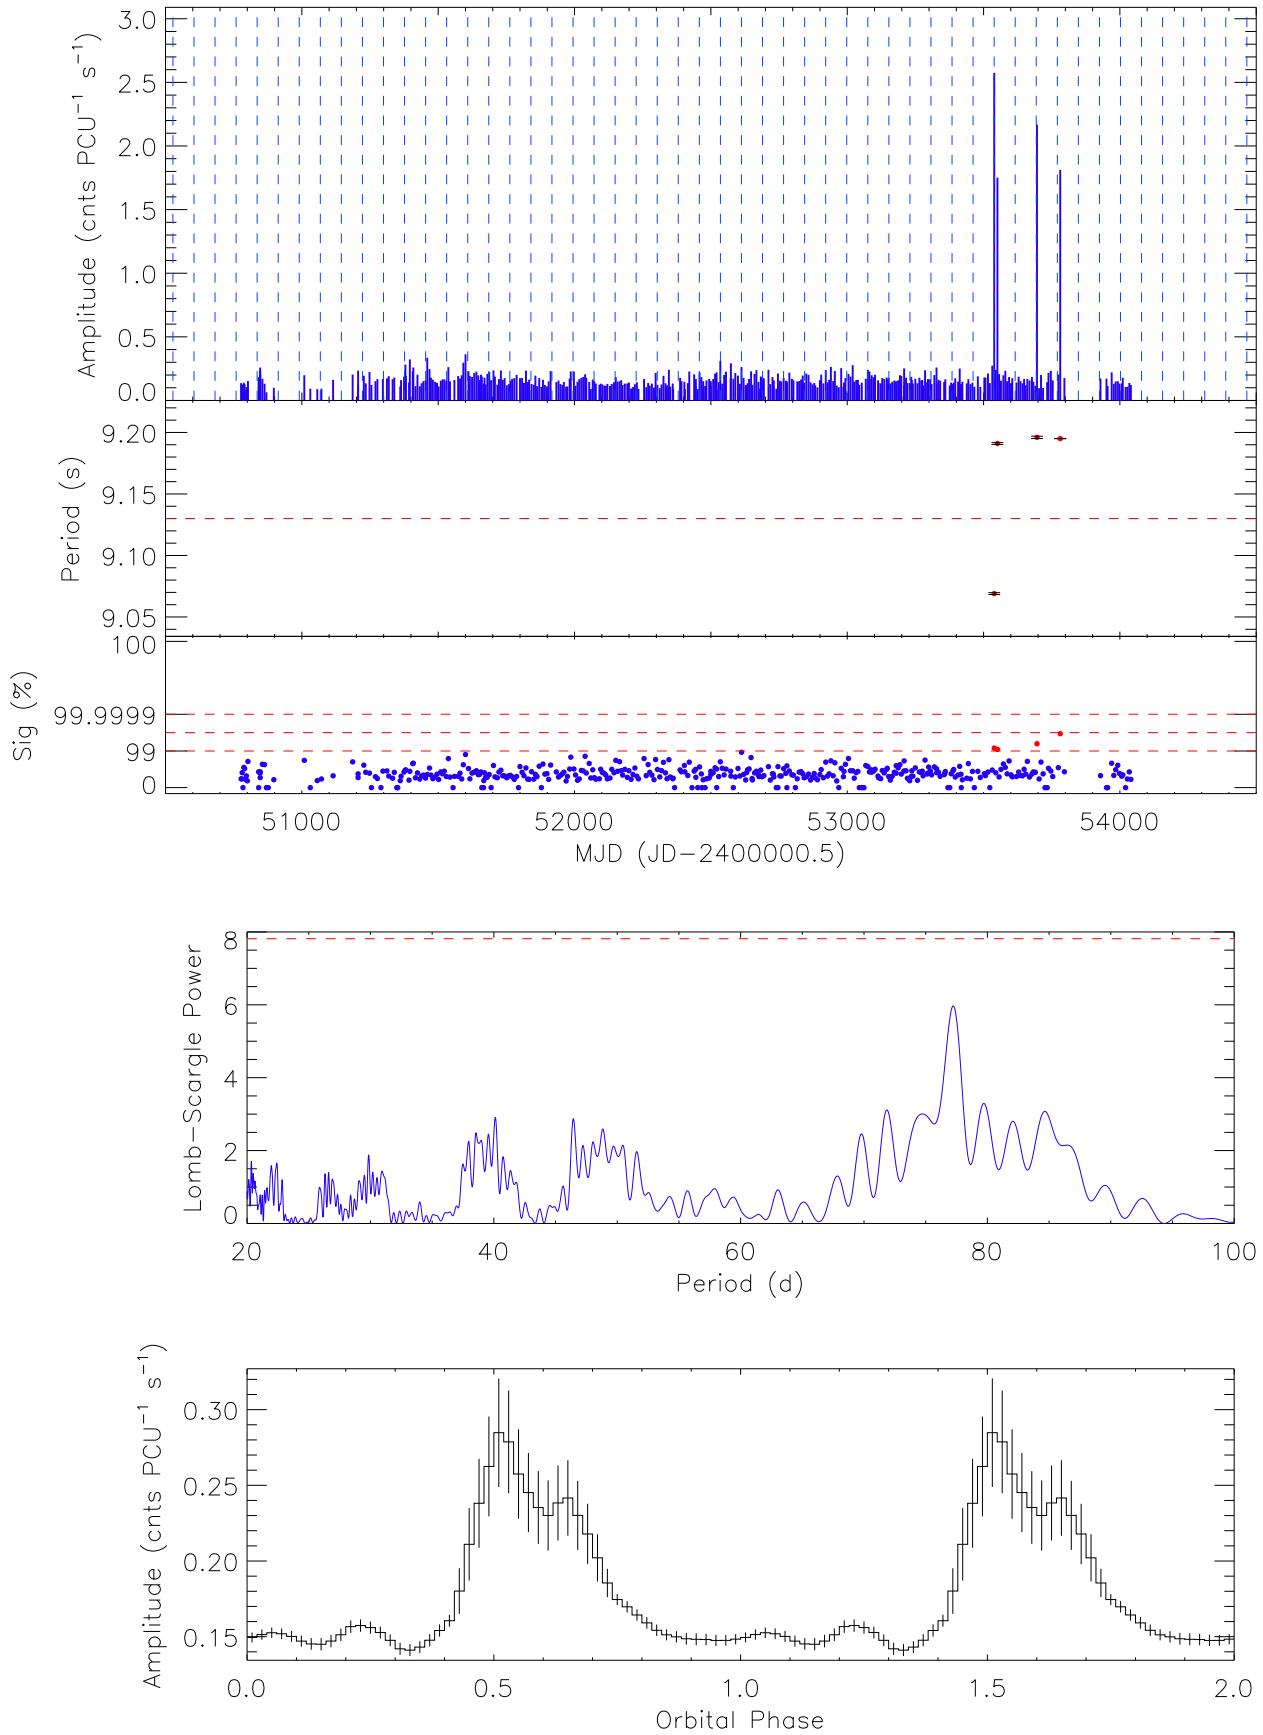 Amplitude (cnts PCU⁻¹ s⁻¹)
3.0
2.5
2.0
1.5
1.0
0.5
0.0
Period (s)
9.20
9.15
9.10
9.05
Sig (%)
100
99.9999
99
0
51000 52000 53000 54000
MJD (JD−2400000.5)
Lomb−Scargle Power
8
6
4
2
0
20 40 60 80 100
Period (d)
Amplitude (cnts PCU⁻¹ s⁻¹)
0.30
0.25
0.20
0.15
0.0 0.5 1.0 1.5 2.0
Orbital Phase